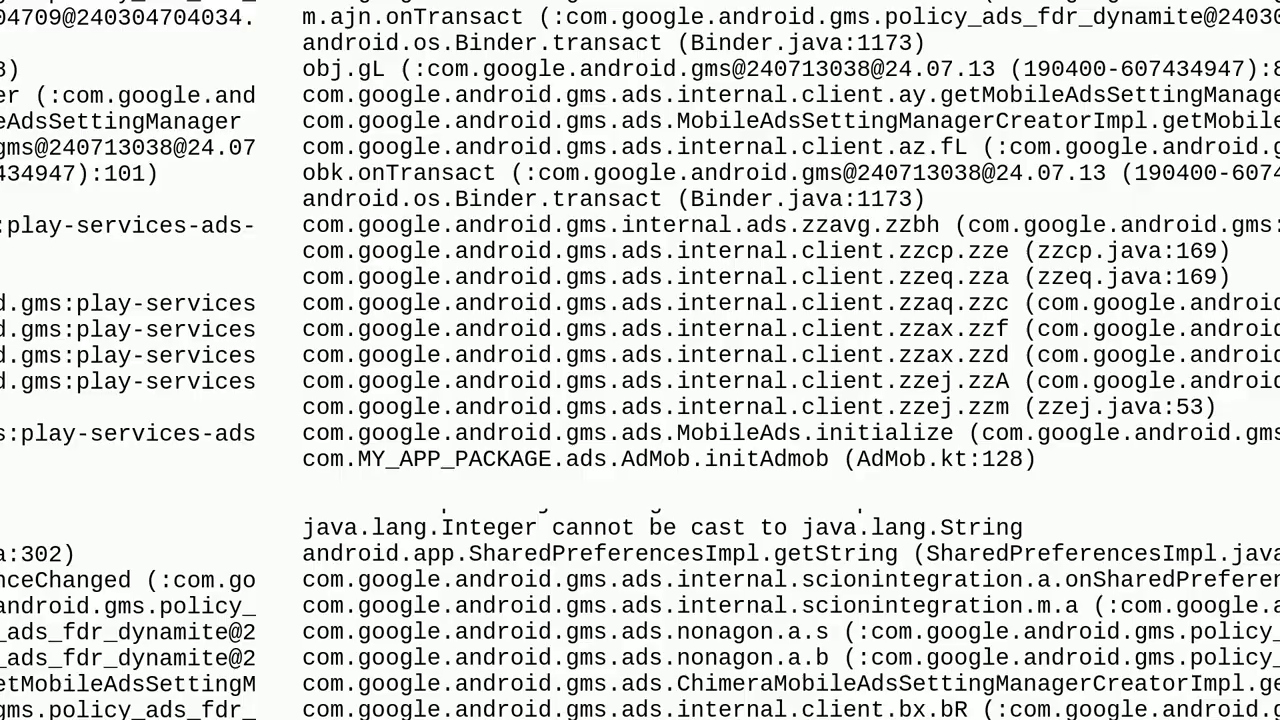 04709@240304704034.
3)
er (:com.google.and
eAdsSettingManager
gms@240713038@24.07
434947):101)
:play-services-ads-
d.gms:play-services
d.gms:play-services
d.gms:play-services
d.gms:play-services
s:play-services-ads
a:302)
nceChanged (:com.go
android.gms.policy_
_ads_fdr_dynamite@2
_ads_fdr_dynamite@2
etMobileAdsSettingM
gms.policy_ads_fdr_
m.ajn.onTransact (:com.google.android.gms.policy_ads_fdr_dynamite@24030
android.os.Binder.transact (Binder.java:1173)
obj.gL (:com.google.android.gms@240713038@24.07.13 (190400-607434947):8
com.google.android.gms.ads.internal.client.ay.getMobileAdsSettingManage
com.google.android.gms.ads.MobileAdsSettingManagerCreatorImpl.getMobile
com.google.android.gms.ads.internal.client.az.fL (:com.google.android.g
obk.onTransact (:com.google.android.gms@240713038@24.07.13 (190400-6074
android.os.Binder.transact (Binder.java:1173)
com.google.android.gms.internal.ads.zzavg.zzbh (com.google.android.gms:
com.google.android.gms.ads.internal.client.zzcp.zze (zzcp.java:169)
com.google.android.gms.ads.internal.client.zzeq.zza (zzeq.java:169)
com.google.android.gms.ads.internal.client.zzaq.zzc (com.google.android
com.google.android.gms.ads.internal.client.zzax.zzf (com.google.android
com.google.android.gms.ads.internal.client.zzax.zzd (com.google.android
com.google.android.gms.ads.internal.client.zzej.zzA (com.google.android
com.google.android.gms.ads.internal.client.zzej.zzm (zzej.java:53)
com.google.android.gms.ads.MobileAds.initialize (com.google.android.gms
com.MY_APP_PACKAGE.ads.AdMob.initAdmob (AdMob.kt:128)
java.lang.Integer cannot be cast to java.lang.String
android.app.SharedPreferencesImpl.getString (SharedPreferencesImpl.java
com.google.android.gms.ads.internal.scionintegration.a.onSharedPreferen
com.google.android.gms.ads.internal.scionintegration.m.a (:com.google.a
com.google.android.gms.ads.nonagon.a.s (:com.google.android.gms.policy_
com.google.android.gms.ads.nonagon.a.b (:com.google.android.gms.policy_
com.google.android.gms.ads.ChimeraMobileAdsSettingManagerCreatorImpl.ge
com.google.android.gms.ads.internal.client.bx.bR (:com.google.android.g